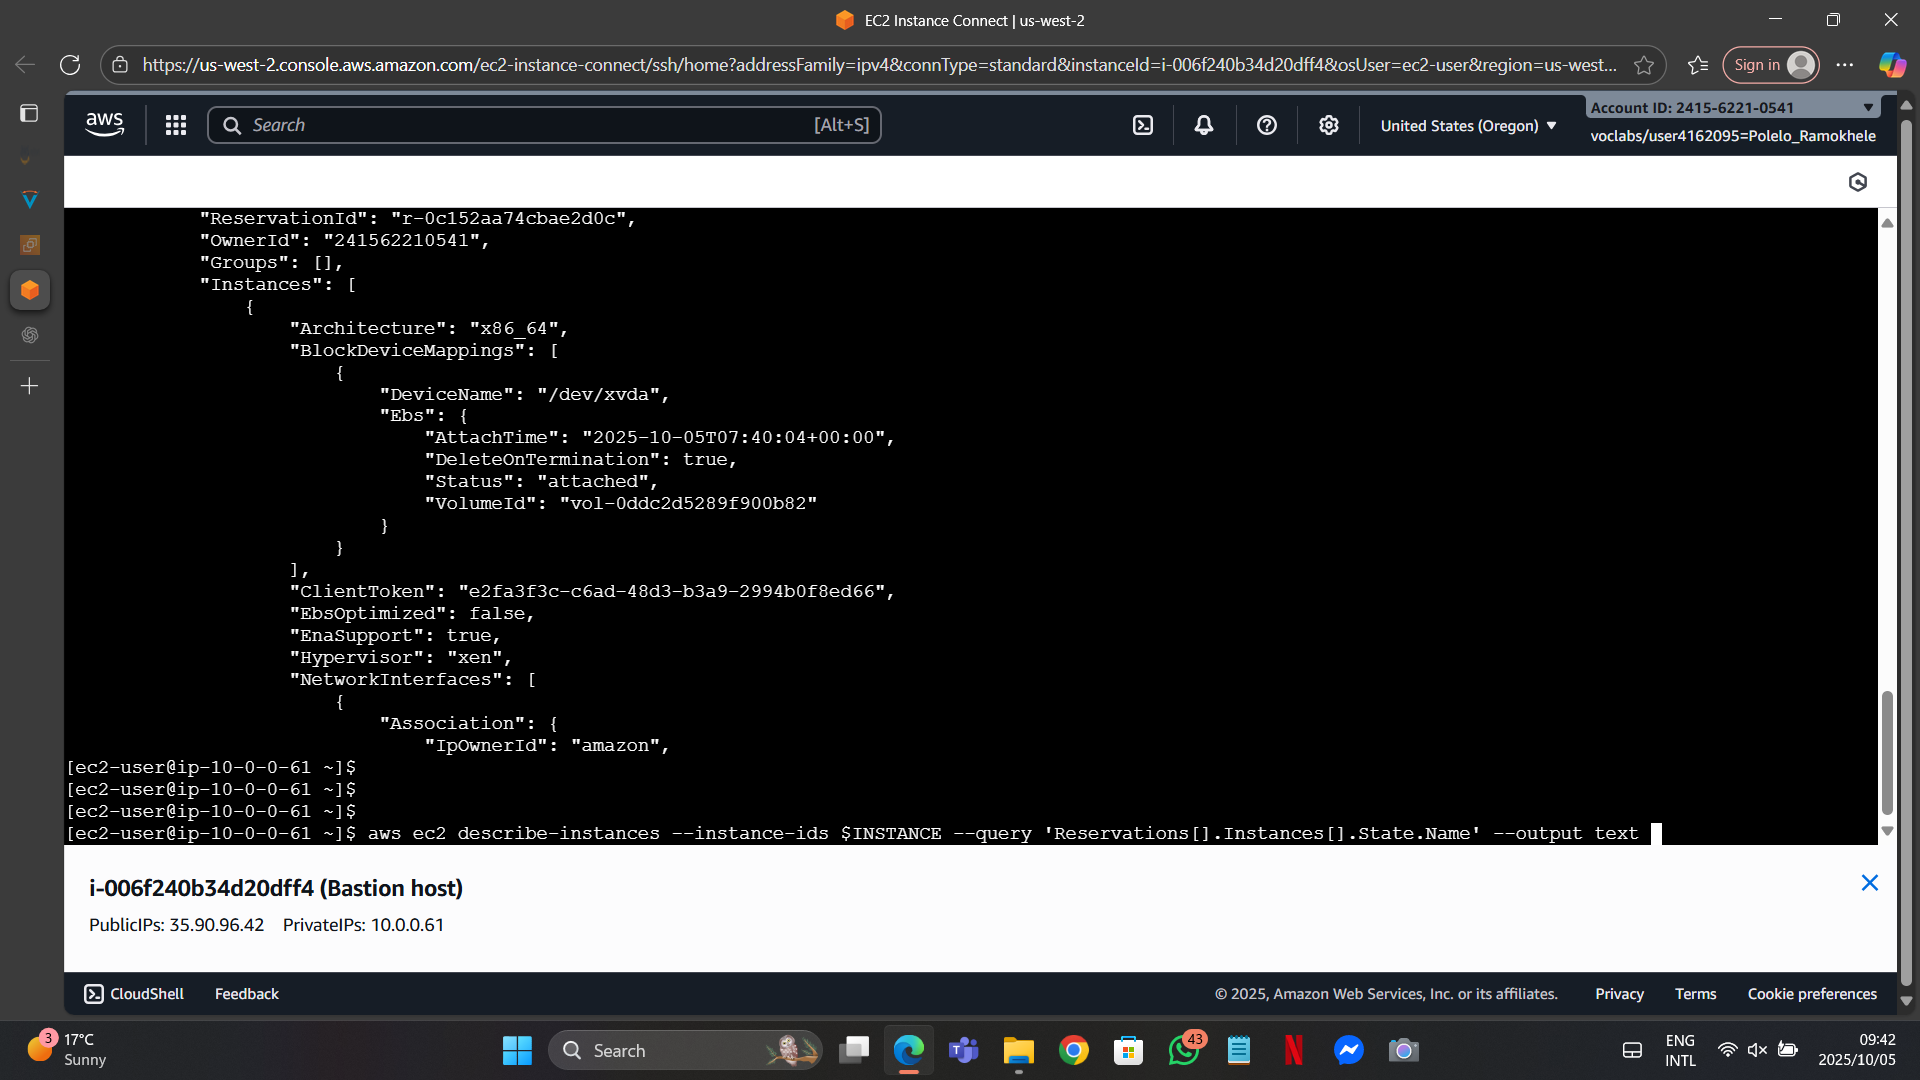 EC2 Instance Connect | us-west-2
https://us-west-2.console.aws.amazon.com/ec2-instance-connect/ssh/home?addressFamily=ipv4&connType=standard&instanceId=i-006f240b34d20dff4&osUser=ec2-user&region=us-west...
Sign in
aws
Search
[Alt+S]
United States (Oregon)
Account ID: 2415-6221-0541
voclabs/user4162095=Polelo_Ramokhele
"ReservationId": "r-0c152aa74cbae2d0c",
"OwnerId": "241562210541",
"Groups": [],
"Instances": [
{
"Architecture": "x86_64",
"BlockDeviceMappings": [
{
"DeviceName": "/dev/xvda",
"Ebs": {
"AttachTime": "2025-10-05T07:40:04+00:00",
"DeleteOnTermination": true,
"Status": "attached",
"VolumeId": "vol-0ddc2d5289f900b82"
}
}
],
"ClientToken": "e2fa3f3c-c6ad-48d3-b3a9-2994b0f8ed66",
"EbsOptimized": false,
"EnaSupport": true,
"Hypervisor": "xen",
"NetworkInterfaces": [
{
"Association": {
"IpOwnerId": "amazon",
[ec2-user@ip-10-0-0-61 ~]$
[ec2-user@ip-10-0-0-61 ~]$
[ec2-user@ip-10-0-0-61 ~]$
[ec2-user@ip-10-0-0-61 ~]$ aws ec2 describe-instances --instance-ids $INSTANCE --query 'Reservations[].Instances[].State.Name' --output text
i-006f240b34d20dff4 (Bastion host)
PublicIPs: 35.90.96.42 PrivateIPs: 10.0.0.61
CloudShell
Feedback
© 2025, Amazon Web Services, Inc. or its affiliates.
Privacy
Terms
Cookie preferences
3
17°C
Sunny
Search
43
ENG
INTL
09:42
2025/10/05